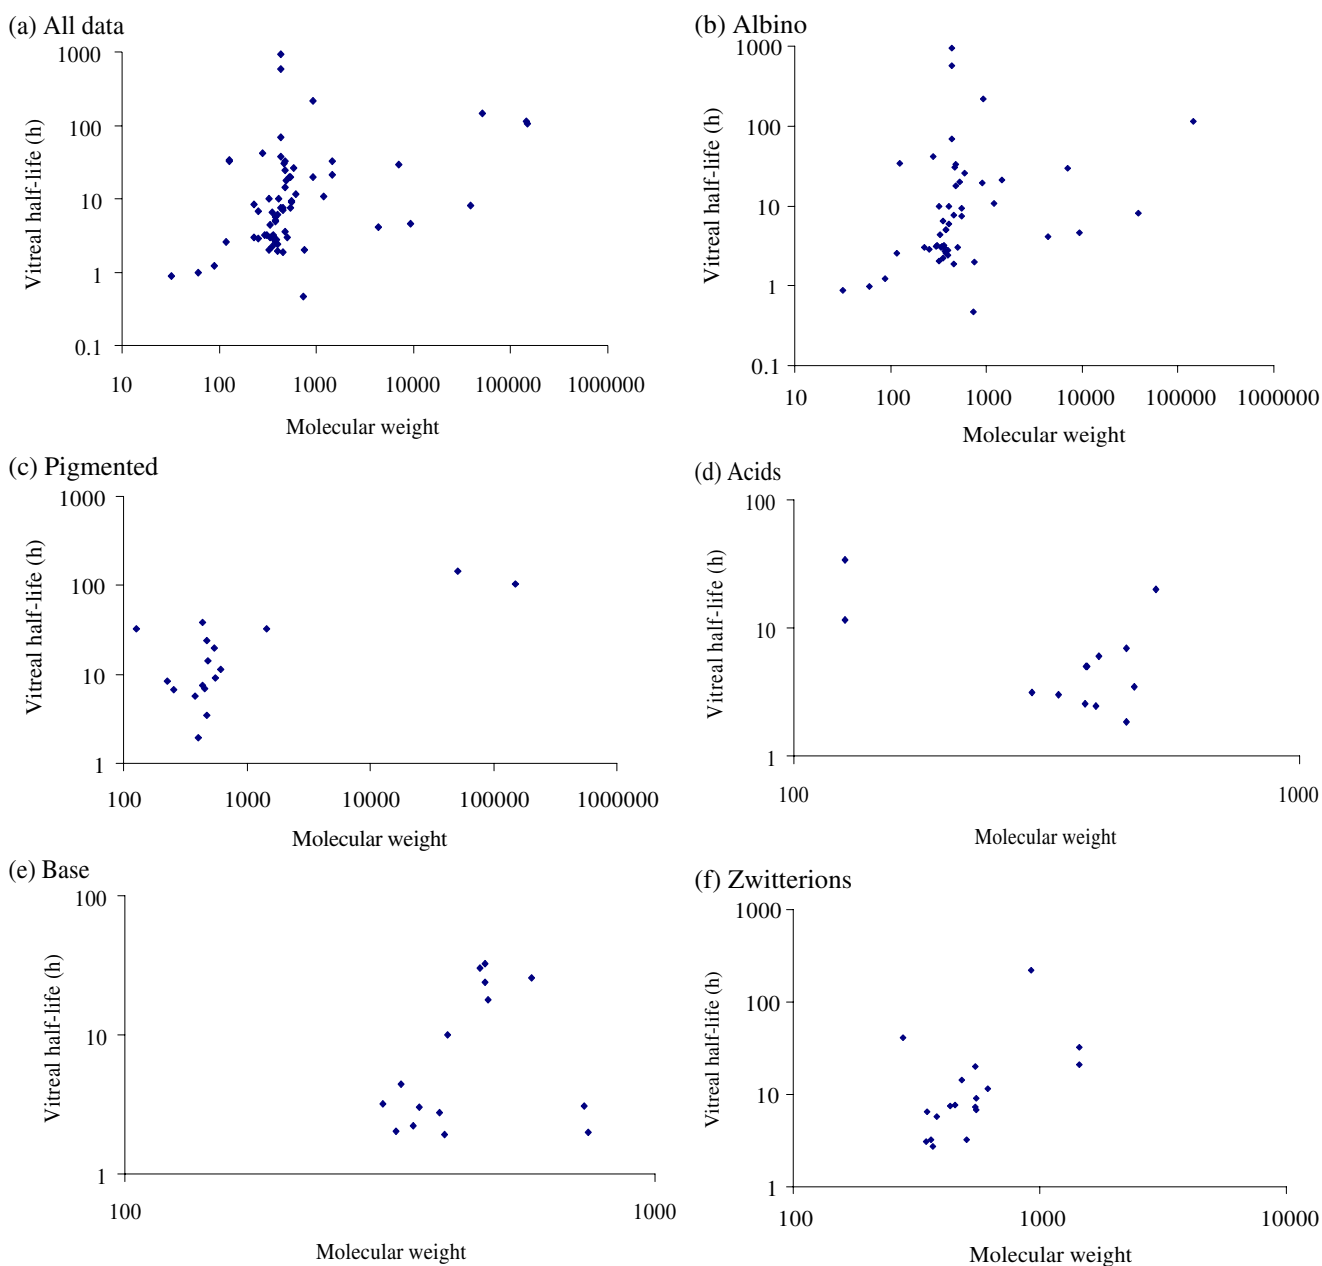 (a) All data
1000
100
10
1
0.1
Vitreal half-life (h)
10 100 1000 10000 100000 1000000
Molecular weight
(b) Albino
1000
100
10
1
0.1
Vitreal half-life (h)
10 100 1000 10000 100000 1000000
Molecular weight
(c) Pigmented
1000
100
10
1
Vitreal half-life (h)
100 1000 10000 100000 1000000
Molecular weight
(d) Acids
100
10
1
Vitreal half-life (h)
100 1000
Molecular weight
(e) Base
100
10
1
Vitreal half-life (h)
100 1000
Molecular weight
(f) Zwitterions
1000
100
10
1
Vitreal half-life (h)
100 1000 10000
Molecular weight